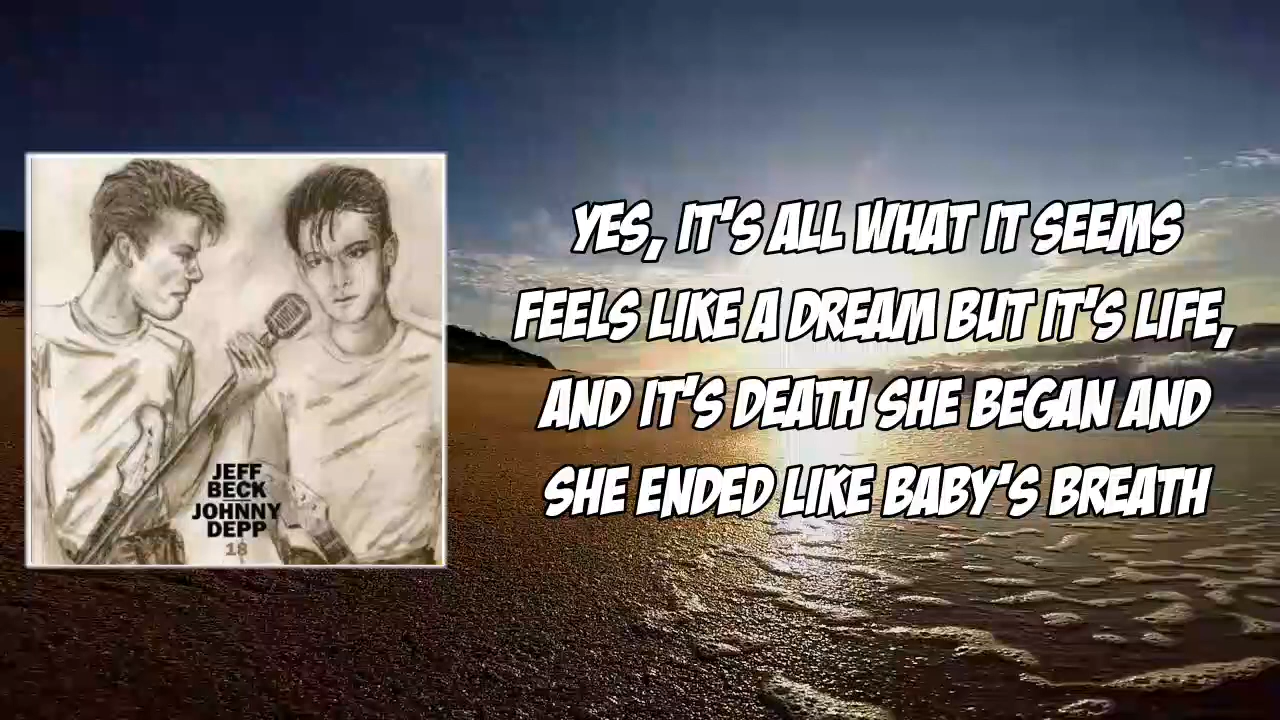 JEFF
BECK
JOHNNY
DEPP
18
YES, IT'S ALL WHAT IT SEEMS
FEELS LIKE A DREAM BUT IT'S LIFE,
AND IT'S DEATH SHE BEGAN AND
SHE ENDED LIKE BABY'S BREATH